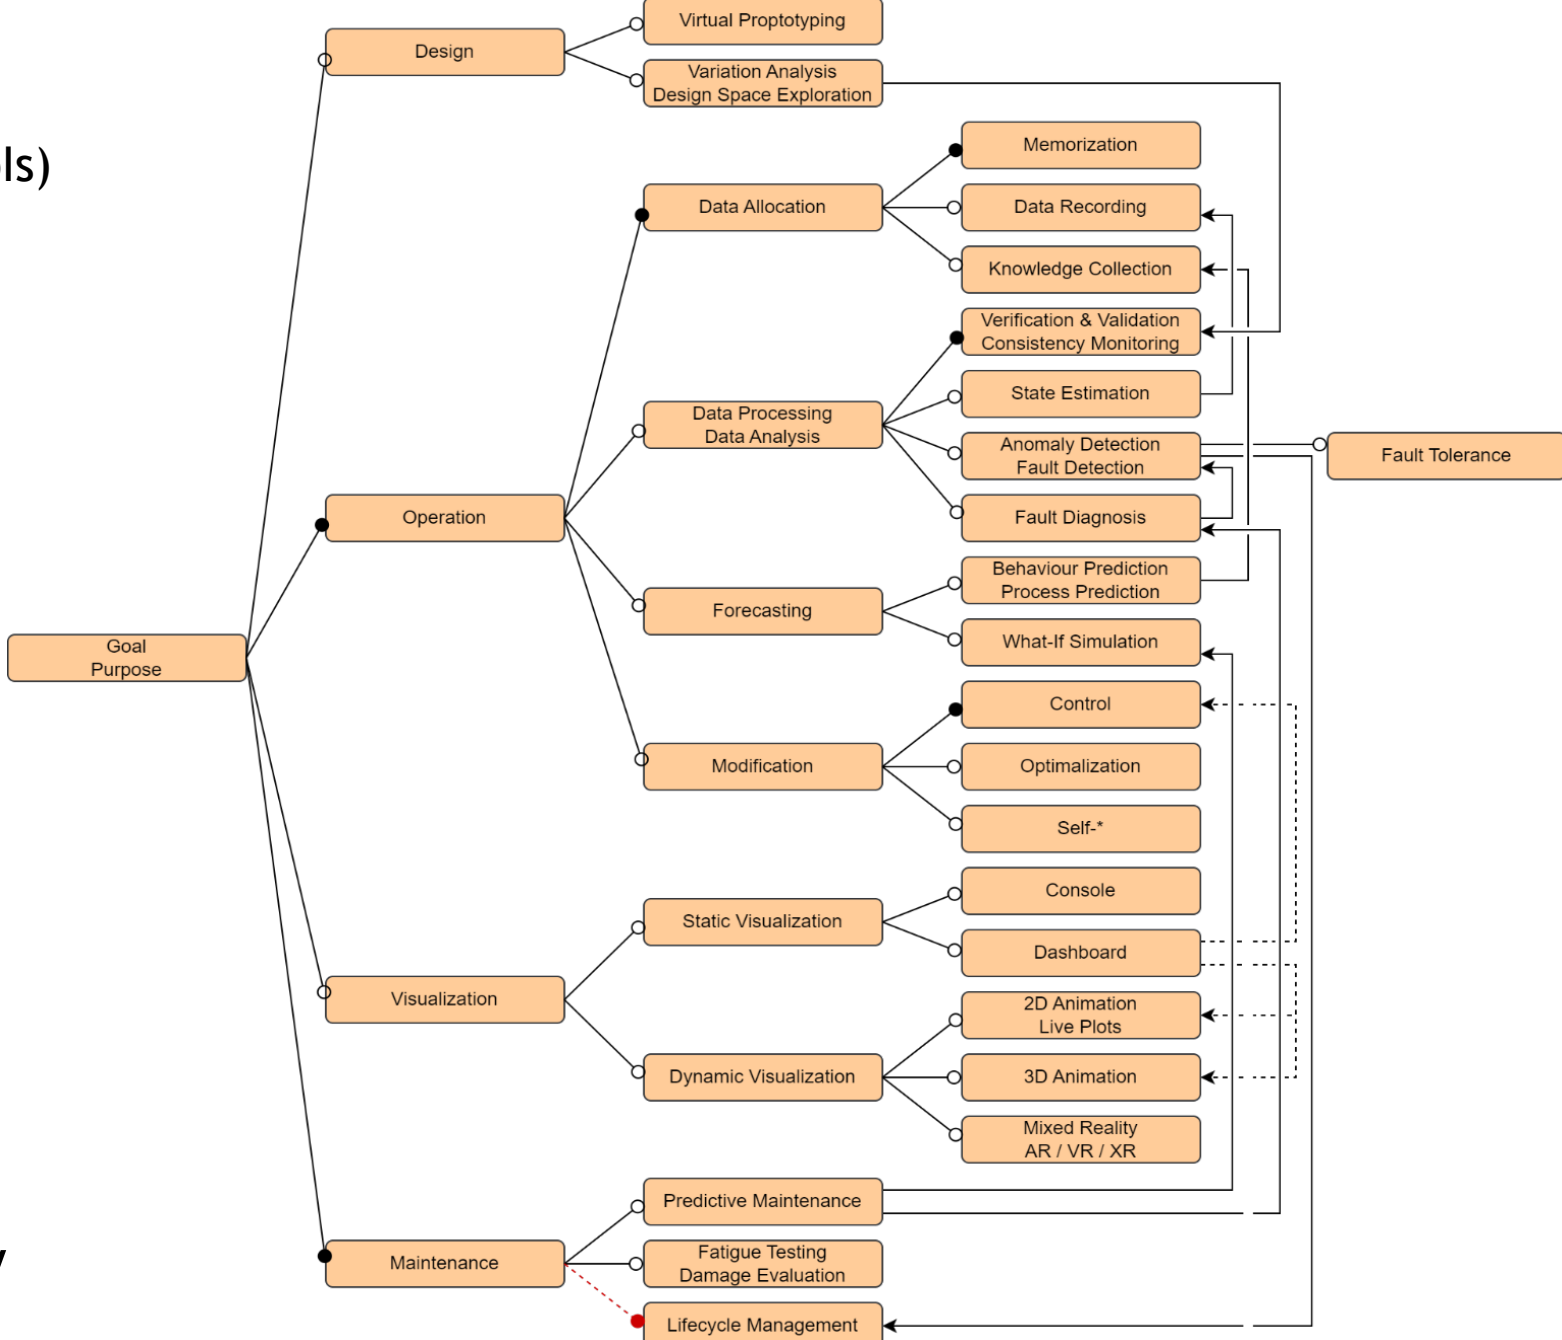 Virtual Proptotyping
Design
Variation Analysis
Design Space Exploration
ls)
Memorization
Data Allocation
Data Recording
Knowledge Collection
Verification & Validation
Consistency Monitoring
State Estimation
Data Processing
Data Analysis
Anomaly Detection
Fault Detection
Fault Tolerance
Operation
Fault Diagnosis
Behaviour Prediction
Process Prediction
Forecasting
What-If Simulation
Goal
Purpose
Control
Modification
Optimalization
Self-*
Console
Static Visualization
Dashboard
Visualization
2D Animation
Live Plots
Dynamic Visualization
3D Animation
Mixed Reality
AR / VR / XR
Predictive Maintenance
Maintenance
Fatigue Testing
Damage Evaluation
Lifecycle Management